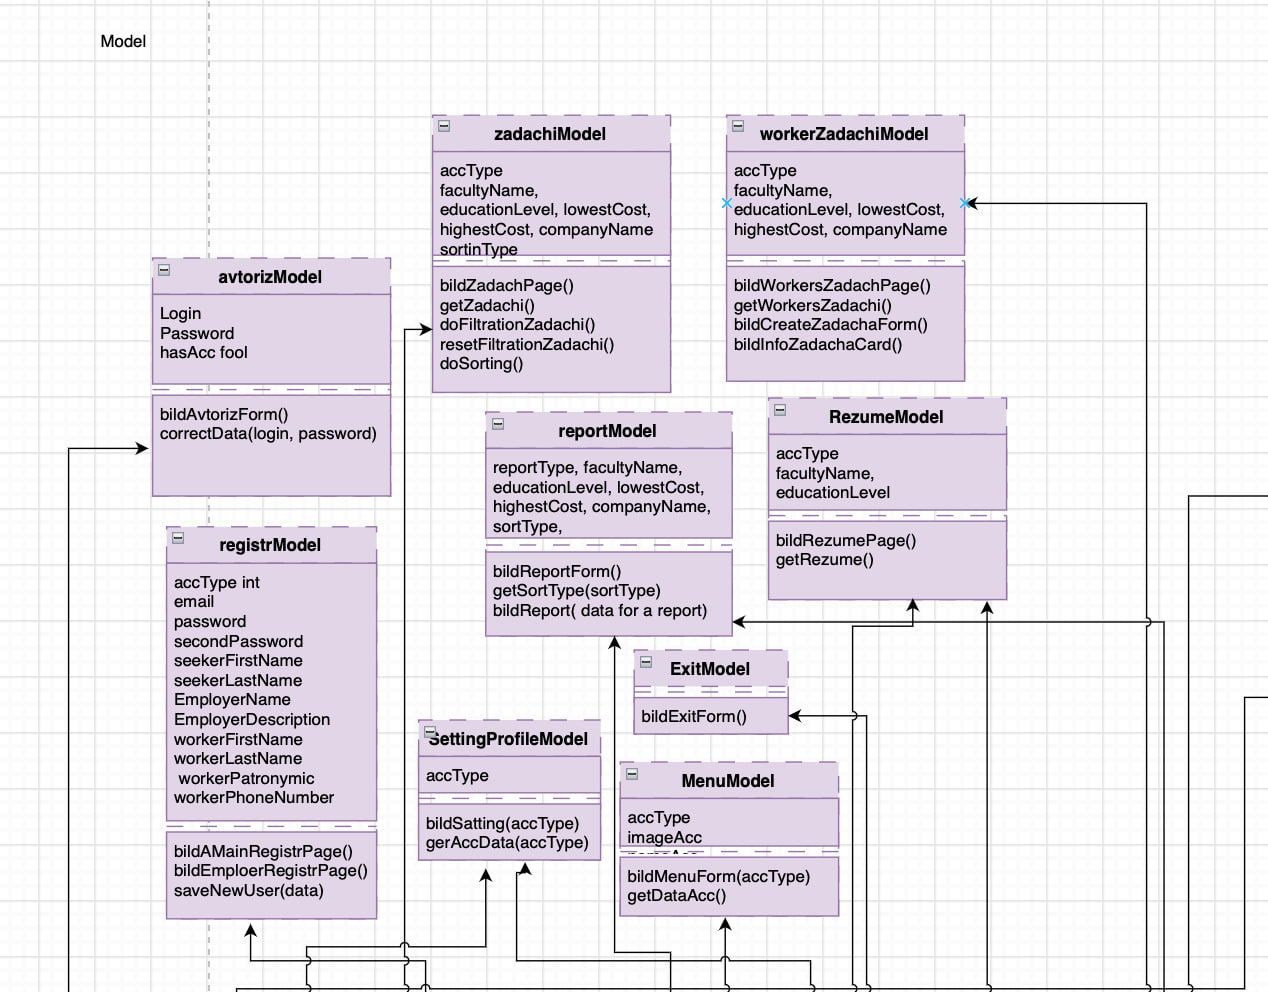 Model
zadachiModel
accType
facultyName,
educationLevel, lowestCost,
highestCost, companyName
sortinType
bildZadachPage()
getZadachi()
doFiltrationZadachi()
resetFiltrationZadachi()
doSorting()
workerZadachiModel
accType
facultyName,
educationLevel, lowestCost,
highestCost, companyName
bildWorkersZadachPage()
getWorkersZadachi()
bildCreateZadachaForm()
bildInfoZadachaCard()
avtorizModel
Login
Password
hasAcc fool
bildAvtorizForm()
correctData(login, password)
reportModel
reportType, facultyName,
educationLevel, lowestCost,
highestCost, companyName,
sortType,
bildReportForm()
getSortType(sortType)
bildReport( data for a report)
RezumeModel
accType
facultyName,
educationLevel
bildRezumePage()
getRezume()
registrModel
accType int
email
password
secondPassword
seekerFirstName
seekerLastName
EmployerName
EmployerDescription
workerFirstName
workerLastName
workerPatronymic
workerPhoneNumber
bildAMainRegistrPage()
bildEmploerRegistrPage()
saveNewUser(data)
ExitModel
bildExitForm()
SettingProfileModel
accType
bildSatting(accType)
gerAccData(accType)
MenuModel
accType
imageAcc
bildMenuForm(accType)
getDataAcc()